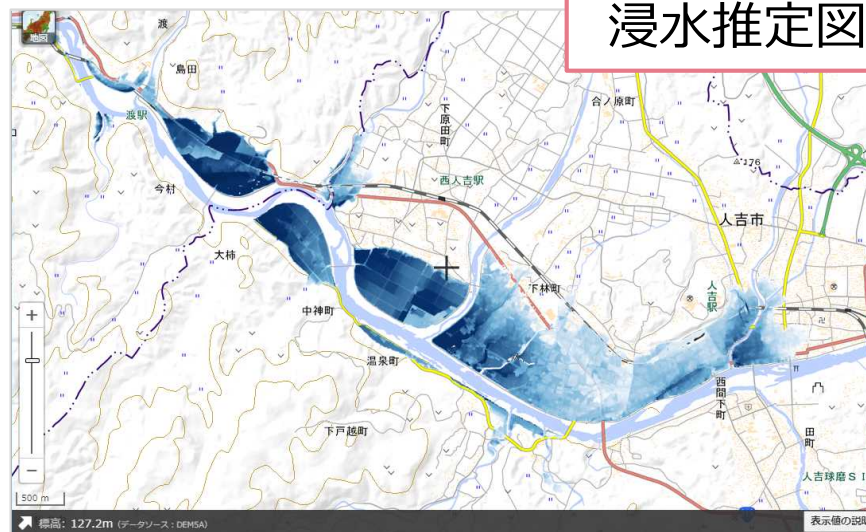 浸水推定図
地図
渡
島田
渡駅
下原田町
合ノ原町
176
西人吉駅
今村
人吉市
大柿
人吉駅
下林町
中神町
温泉町
西間下町
下戸越町
田町
人吉球磨SI
500 m
標高: 127.2m (データソース:DEM5A)
表示値の説